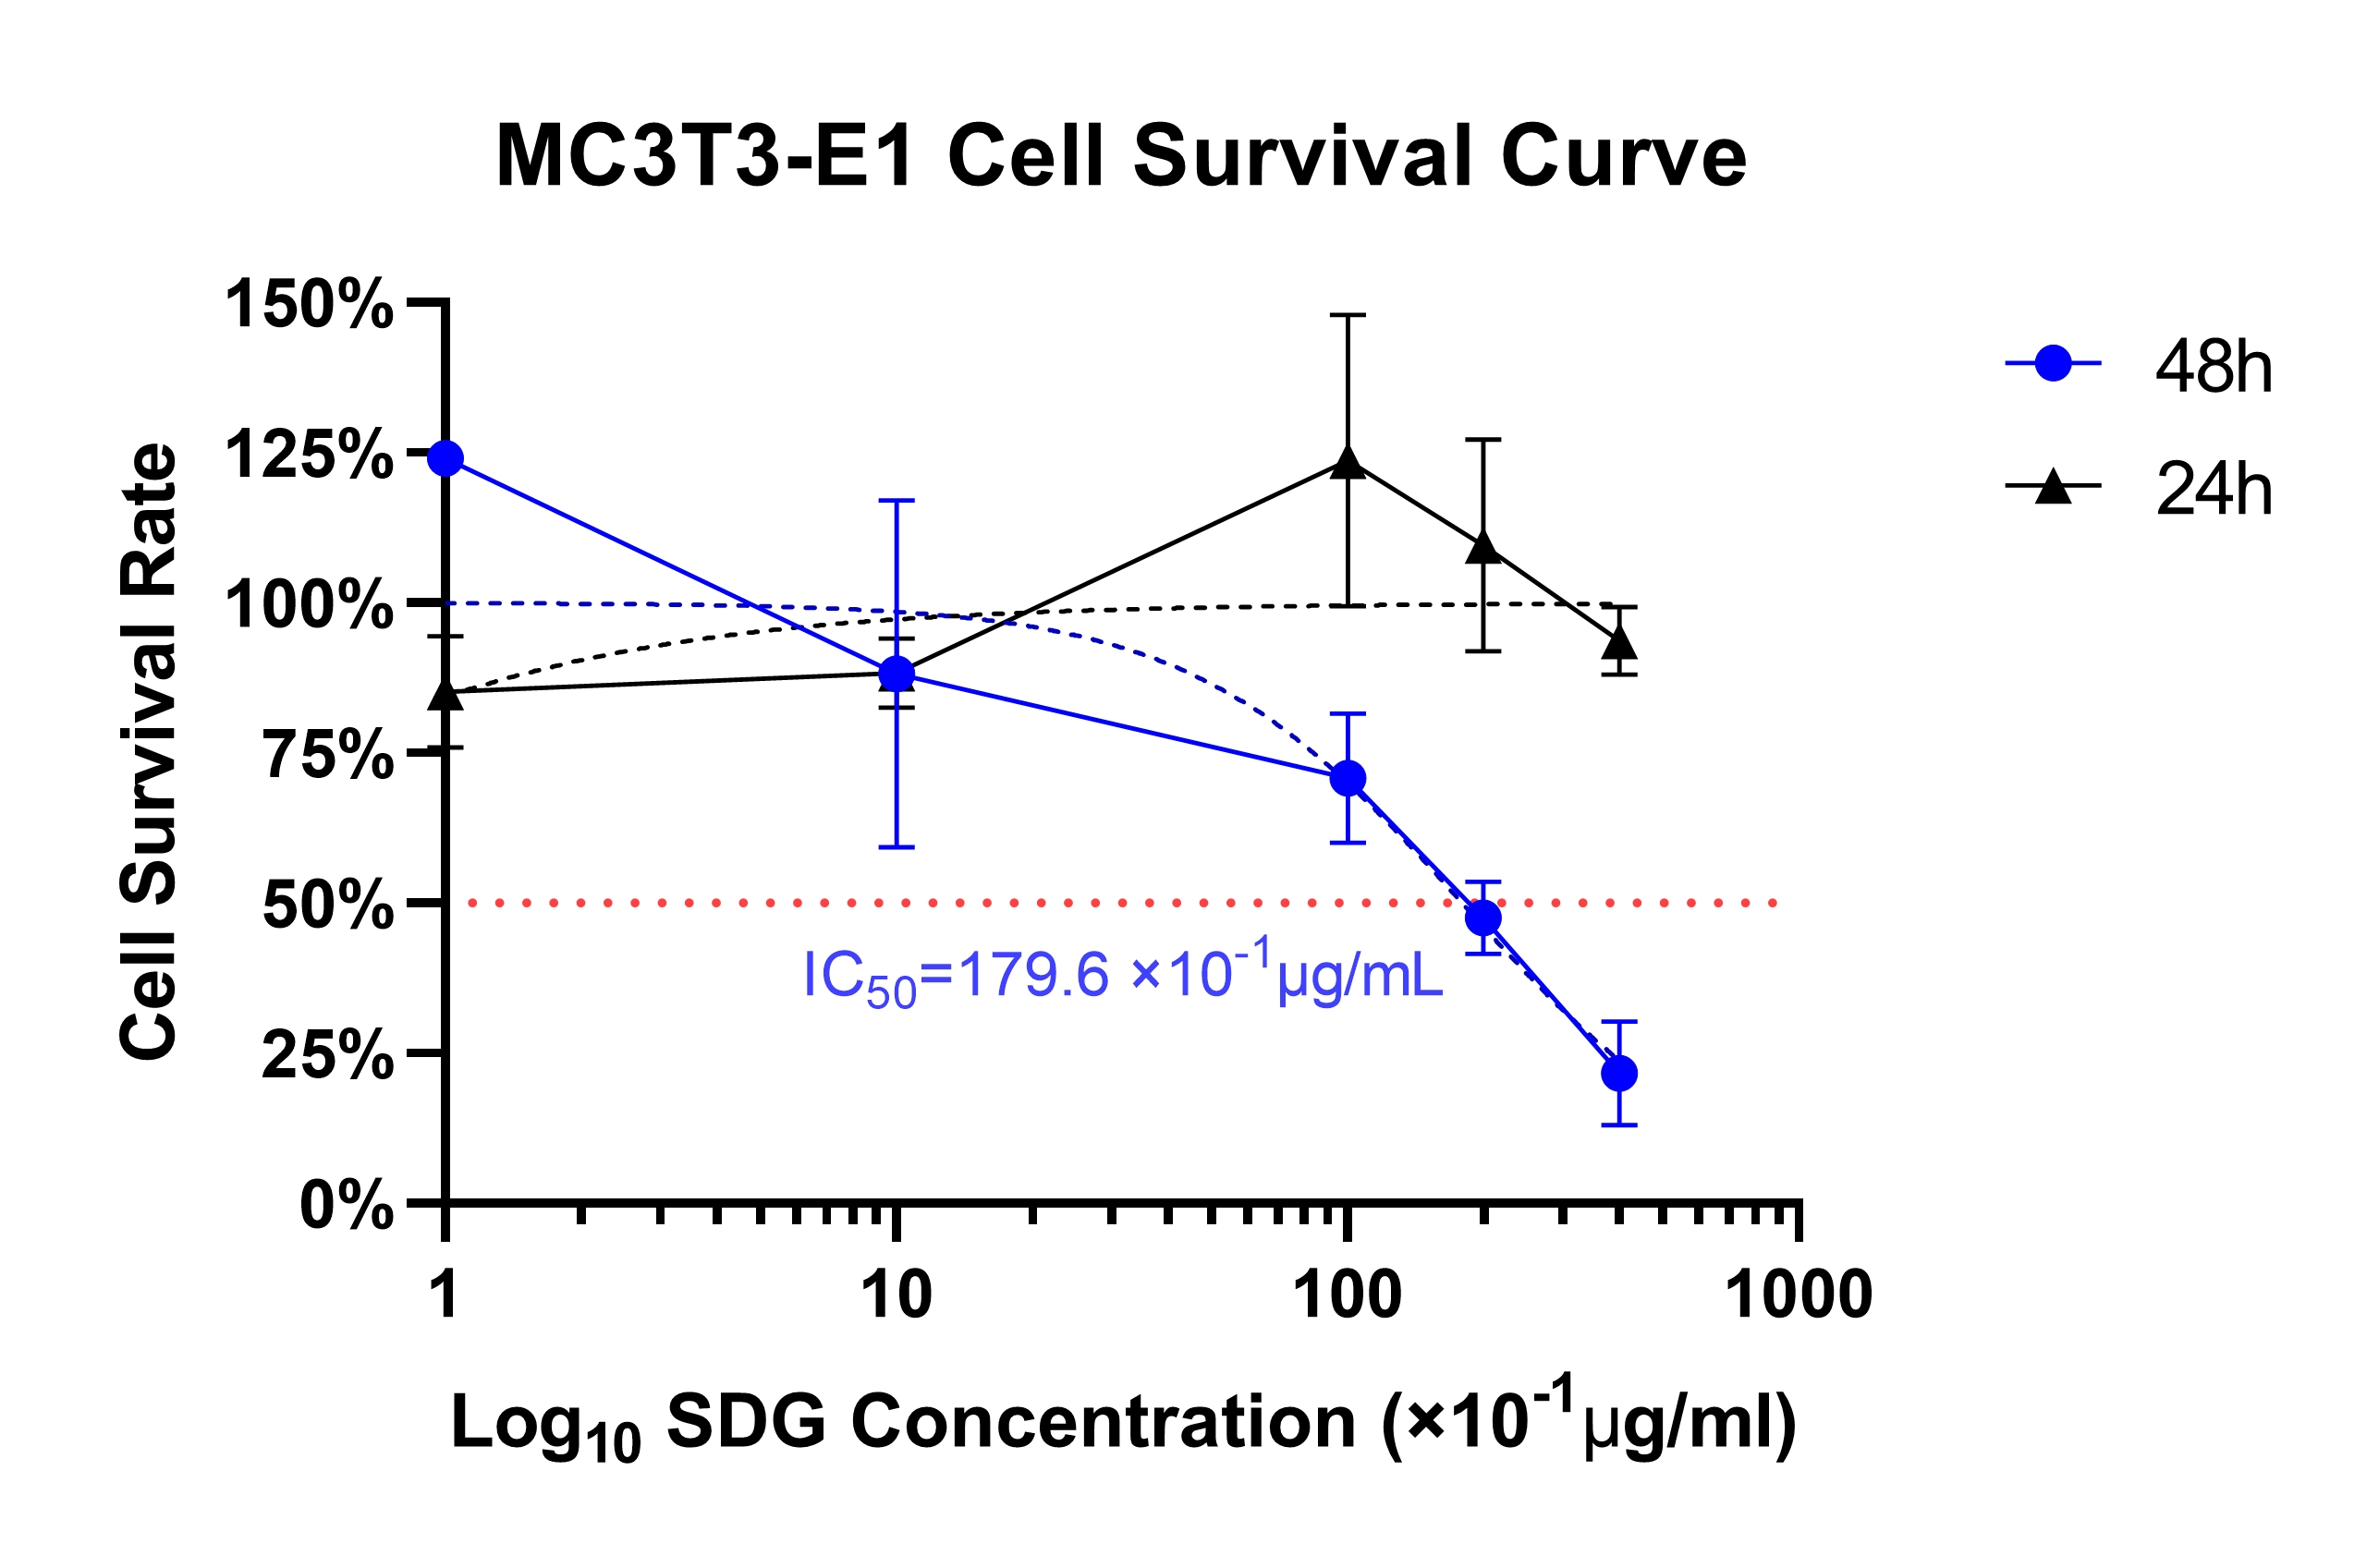 MC3T3-E1 Cell Survival Curve
Cell Survival Rate
150%
125%
100%
75%
50%
25%
0%
48h
24h
IC50=179.6 ×10-1μg/mL
1 10 100 1000
Log10 SDG Concentration (×10-1μg/ml)